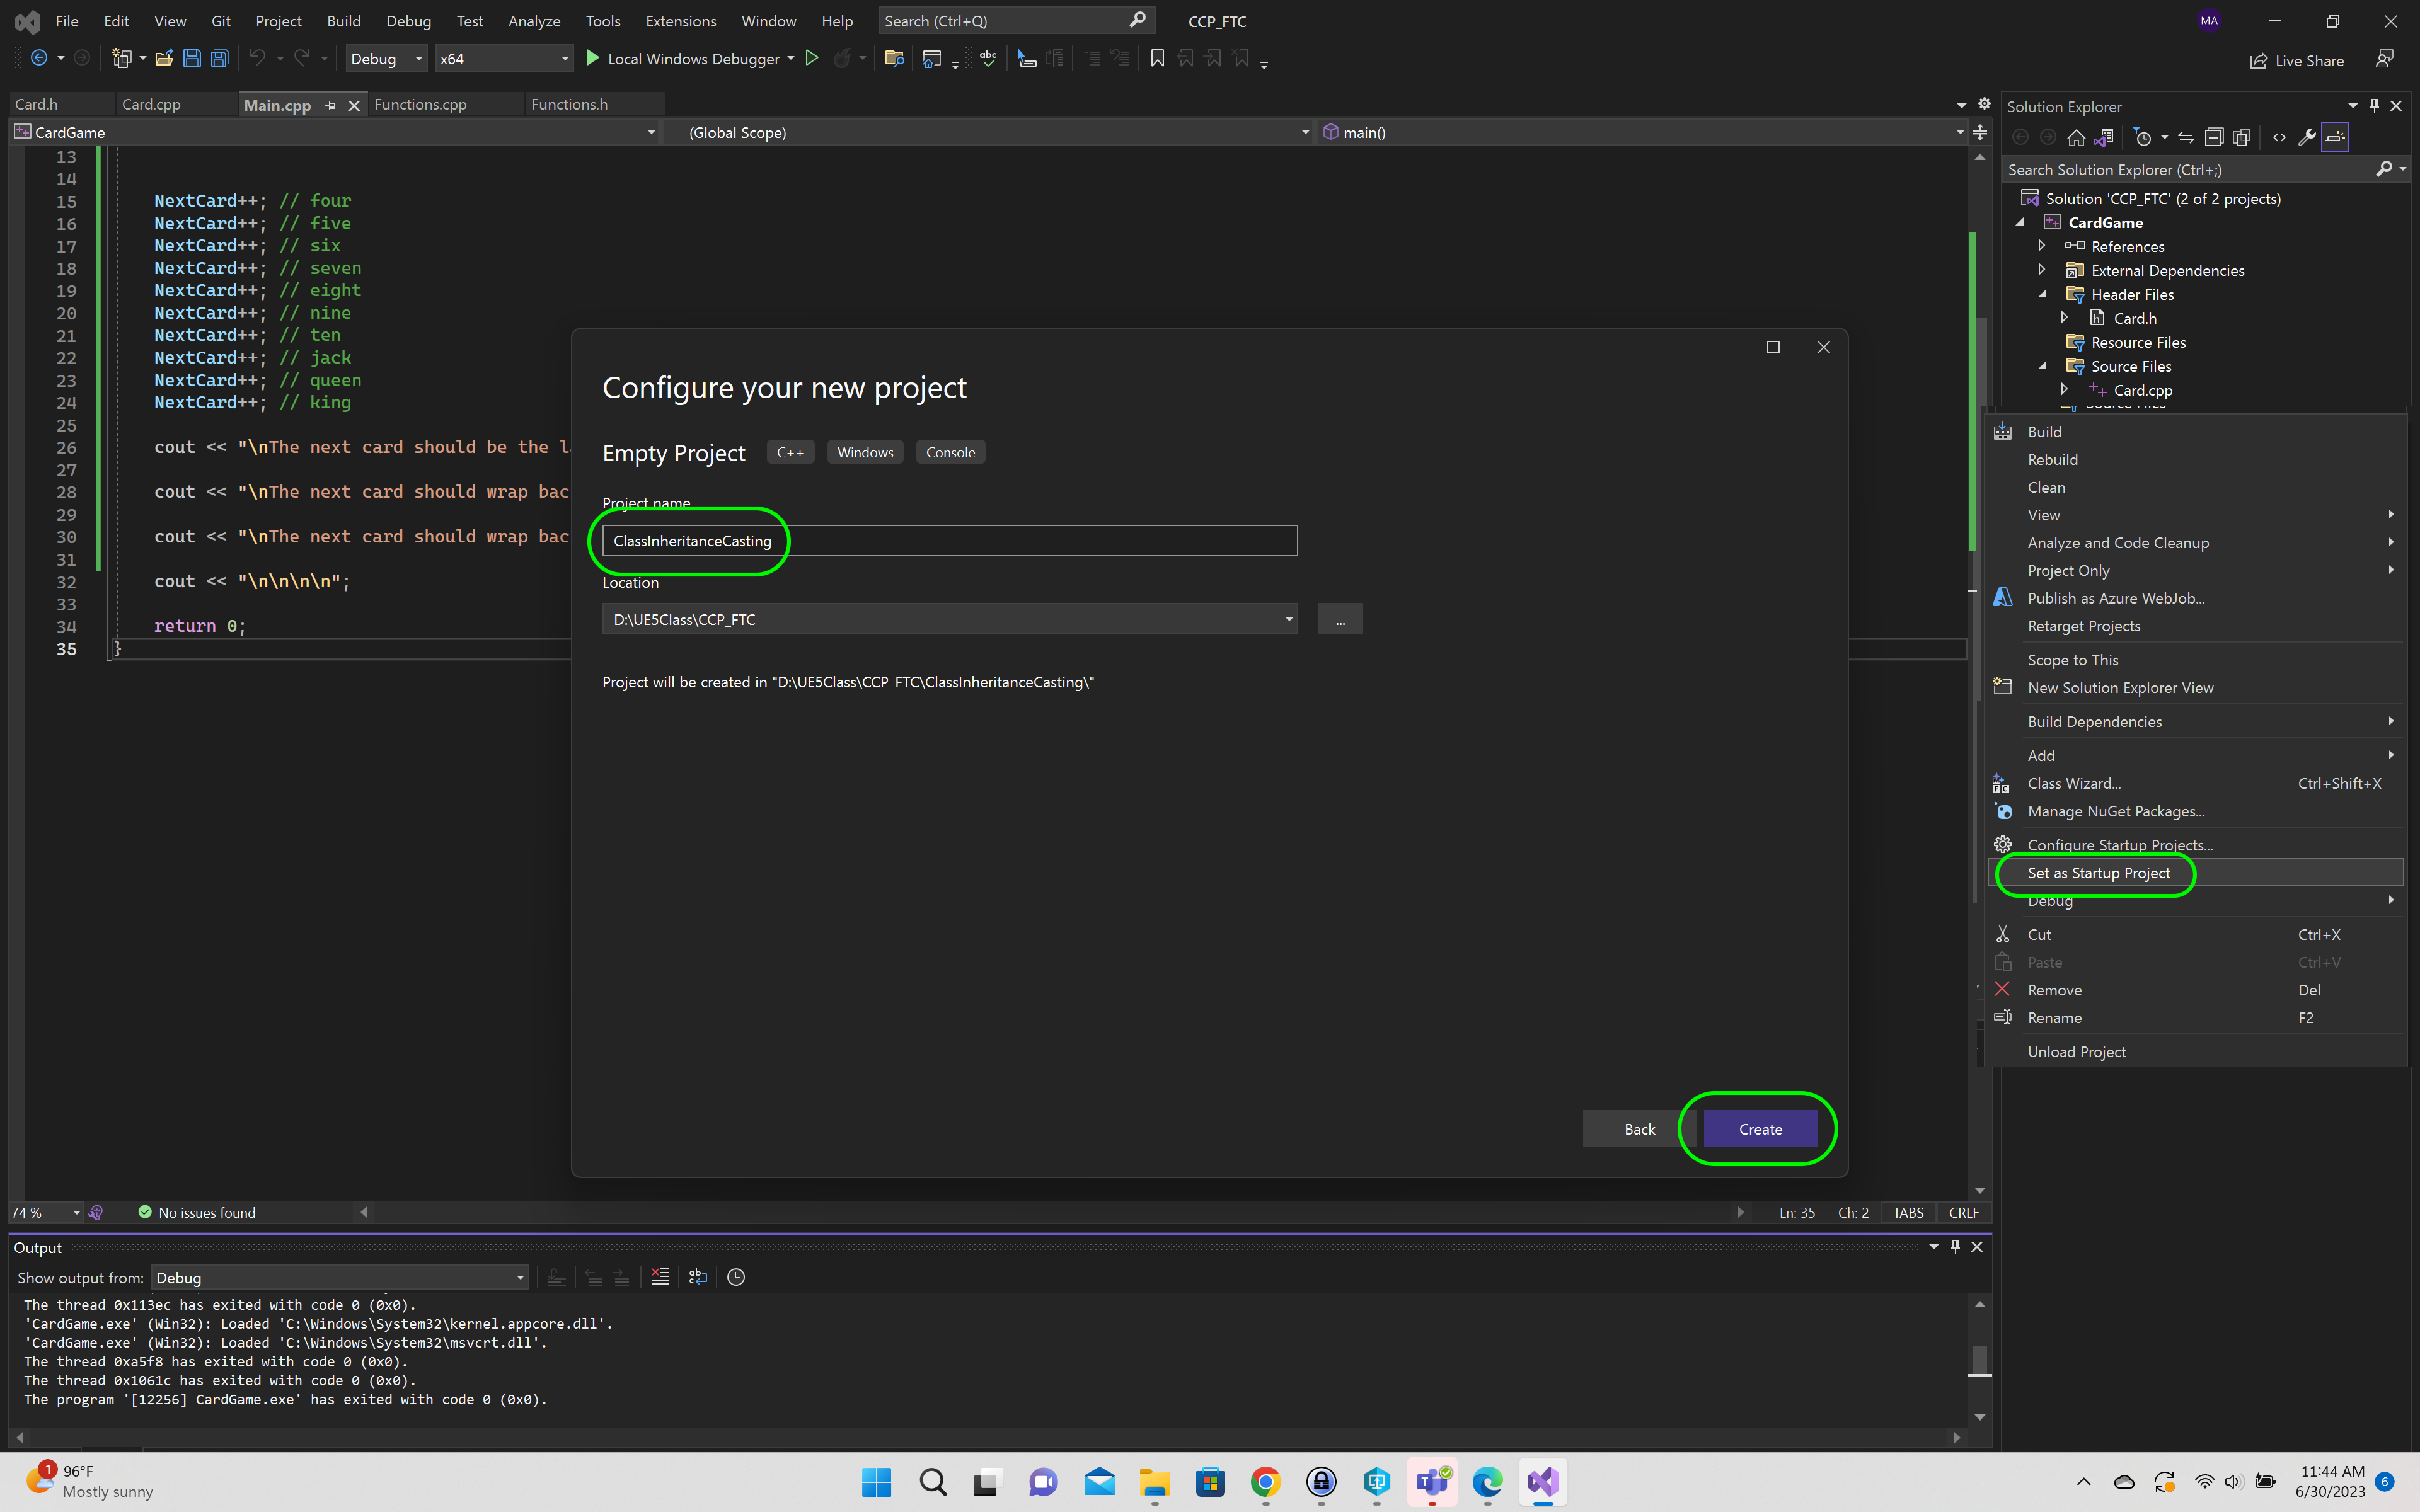 File Edit View Git Project Build Debug Test Analyze Tools Extensions Window Help Search (Ctrl+Q) CCP_FTC MA
Debug x64 Local Windows Debugger abc Live Share
Card.h Card.cpp Main.cpp Functions.cpp Functions.h
CardGame (Global Scope) main()
13
14
15 NextCard++; // four
16 NextCard++; // five
17 NextCard++; // six
18 NextCard++; // seven
19 NextCard++; // eight
20 NextCard++; // nine
21 NextCard++; // ten
22 NextCard++; // jack
23 NextCard++; // queen
24 NextCard++; // king
25
26 cout << "\nThe next card should be the
27
28 cout << "\nThe next card should wrap bac
29
30 cout << "\nThe next card should wrap bac
31
32 cout << "\n\n\n\n";
33
34 return 0;
35 }
Configure your new project
Empty Project C++ Windows Console
Project name
ClassInheritanceCasting
Location
D:\UE5Class\CCP_FTC
...
Project will be created in "D:\UE5Class\CCP_FTC\ClassInheritanceCasting\"
Back Create
Solution Explorer
Search Solution Explorer (Ctrl+;)
Solution 'CCP_FTC' (2 of 2 projects)
CardGame
References
External Dependencies
Header Files
Card.h
Resource Files
Source Files
Card.cpp
Build
Rebuild
Clean
View
Analyze and Code Cleanup
Project Only
Publish as Azure WebJob...
Retarget Projects
Scope to This
New Solution Explorer View
Build Dependencies
Add
Class Wizard... Ctrl+Shift+X
Manage NuGet Packages...
Configure Startup Projects...
Set as Startup Project
Debug
Cut Ctrl+X
Paste Ctrl+V
Remove Del
Rename F2
Unload Project
74 % No issues found Ln: 35 Ch: 2 TABS CRLF
Output
Show output from: Debug
The thread 0x113ec has exited with code 0 (0x0).
'CardGame.exe' (Win32): Loaded 'C:\Windows\System32\kernel.appcore.dll'.
'CardGame.exe' (Win32): Loaded 'C:\Windows\System32\msvcrt.dll'.
The thread 0xa5f8 has exited with code 0 (0x0).
The thread 0x1061c has exited with code 0 (0x0).
The program '[12256] CardGame.exe' has exited with code 0 (0x0).
1 96°F
Mostly sunny
11:44 AM
6/30/2023 6